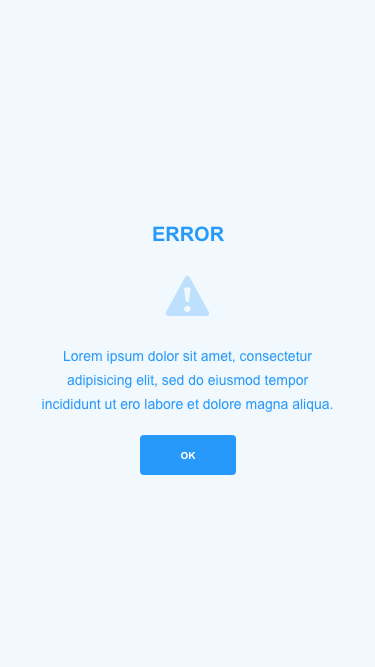 ERROR
Lorem ipsum dolor sit amet, consectetur
adipisicing elit, sed do eiusmod tempor
incididunt ut ero labore et dolore magna aliqua.
OK